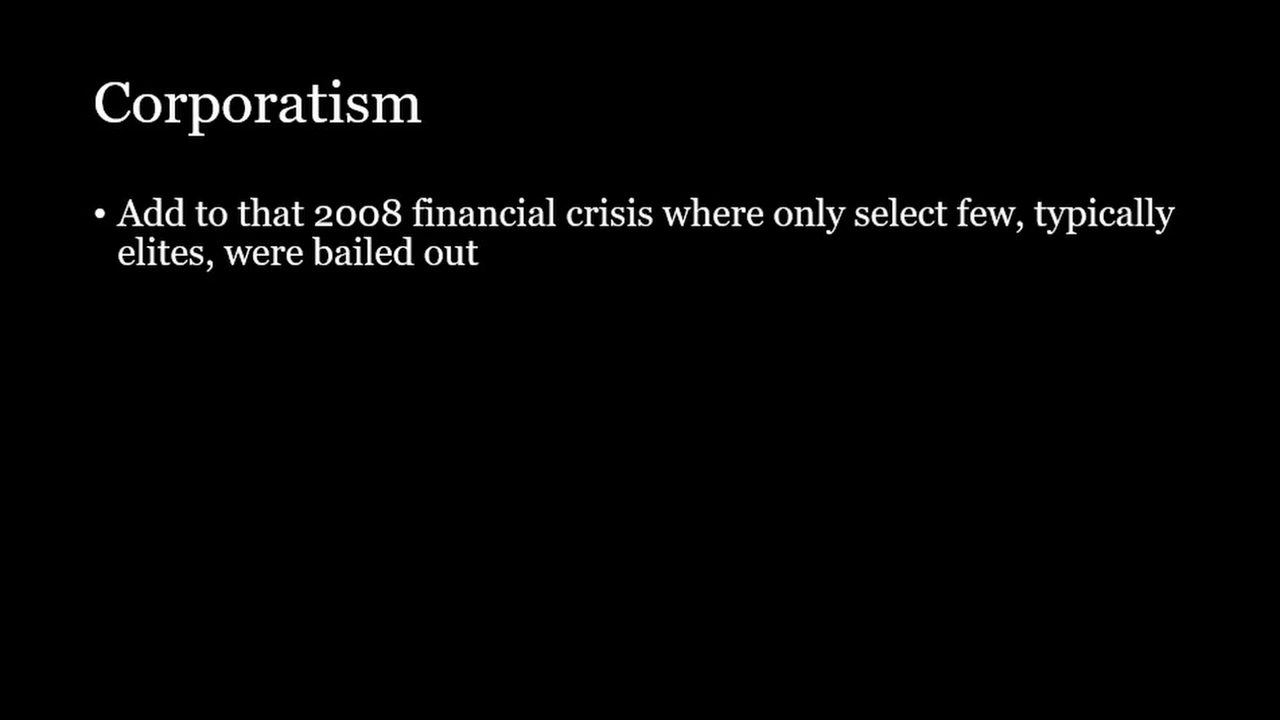 Corporatism
• Add to that 2008 financial crisis where only select few, typically
elites, were bailed out